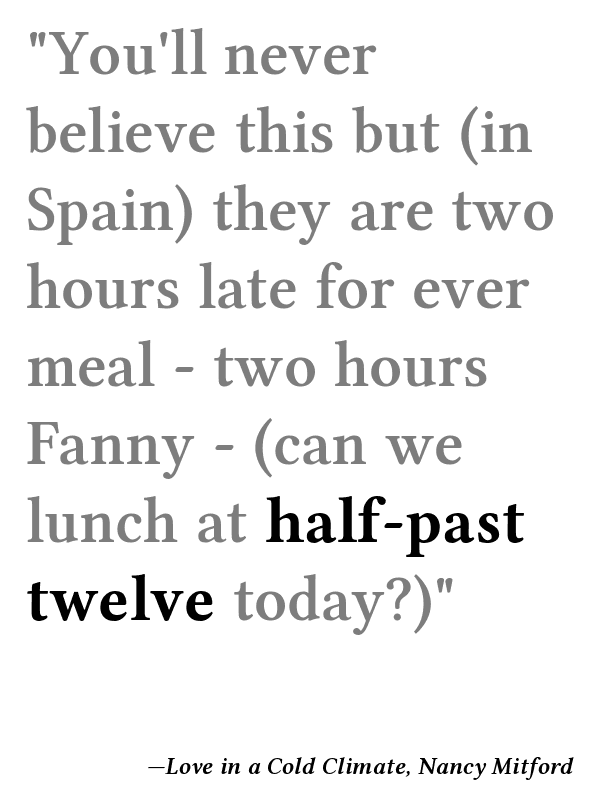 "You'll never
believe this but (in
Spain) they are two
hours late for ever
meal - two hours
Fanny - (can we
lunch at half-past
twelve today?)"
—Love in a Cold Climate, Nancy Mitford